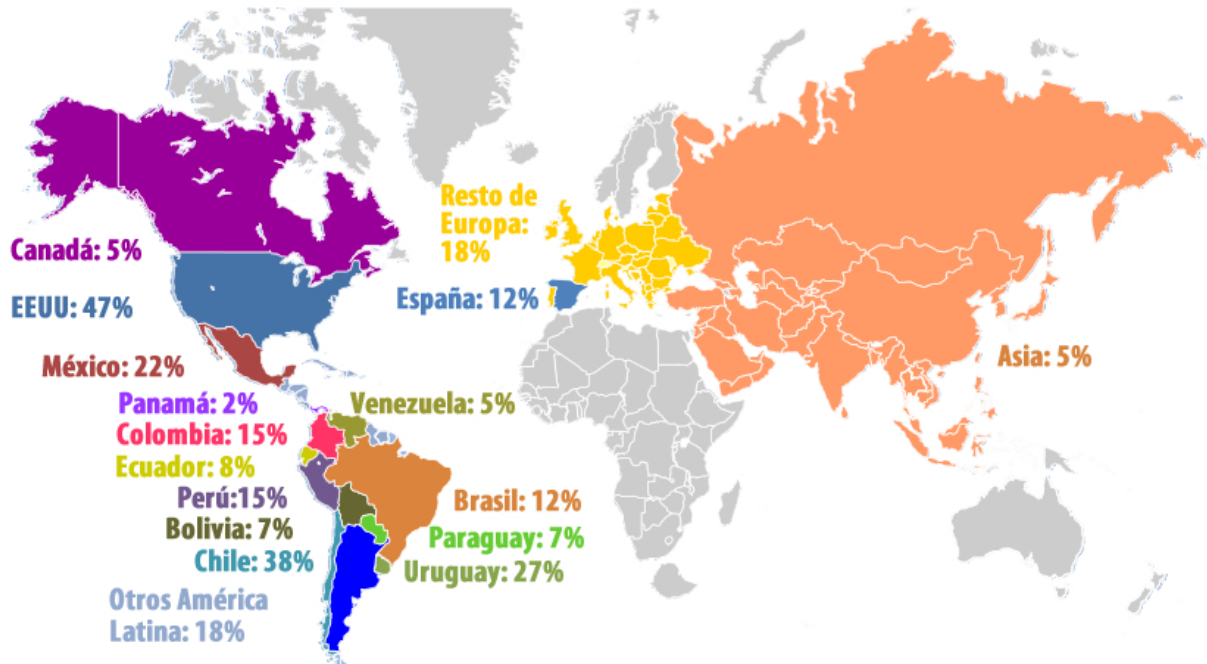 Resto de
Europa:
18%
Canadá: 5%
EEUU: 47%
España: 12%
México: 22%
Asia: 5%
Panamá: 2%
Venezuela: 5%
Colombia: 15%
Ecuador: 8%
Perú:15%
Brasil: 12%
Bolivia: 7%
Paraguay: 7%
Chile: 38%
Uruguay: 27%
Otros América
Latina: 18%